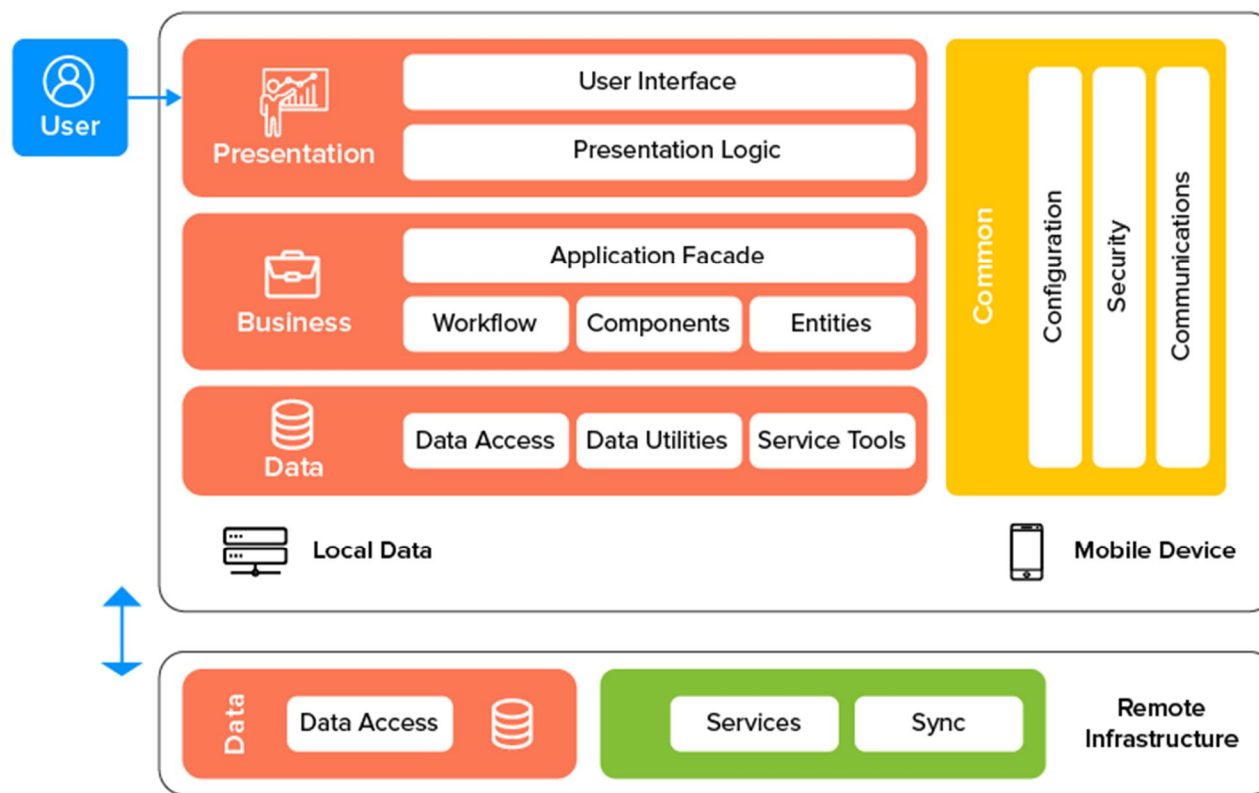 User
Presentation
User Interface
Presentation Logic
Business
Application Facade
Workflow
Components
Entities
Data
Data Access
Data Utilities
Service Tools
Common
Configuration
Security
Communications
Local Data
Mobile Device
Data
Data Access
Services
Sync
Remote
Infrastructure